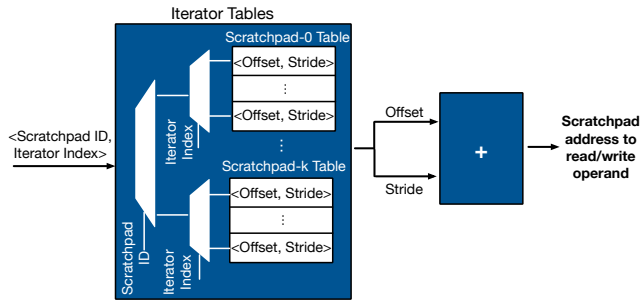 Iterator Tables
Scratchpad-0 Table
<Offset, Stride>
⋮
<Offset, Stride>
Iterator
Index
<Scratchpad ID,
Iterator Index>
⋮
Scratchpad-k Table
<Offset, Stride>
⋮
<Offset, Stride>
Scratchpad
ID
Iterator
Index
Offset
Stride
+
Scratchpad
address to
read/write
operand